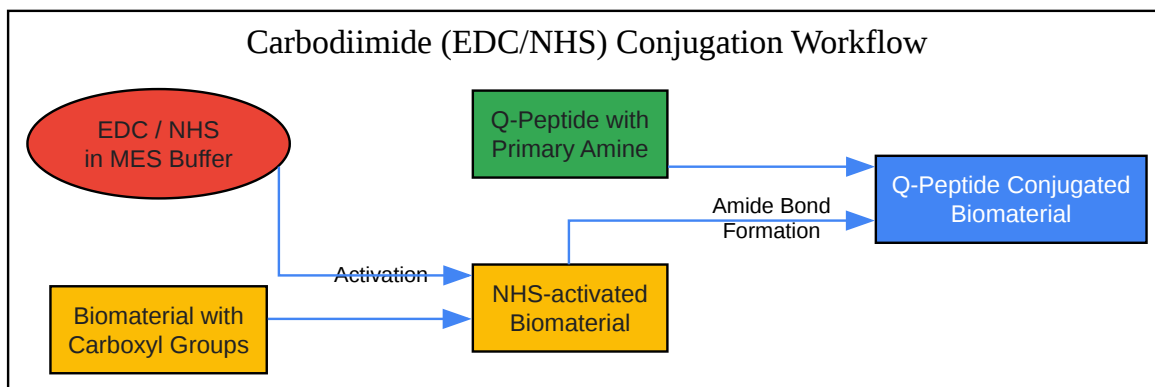 Carbodiimide (EDC/NHS) Conjugation Workflow
EDC / NHS
in MES Buffer
Q-Peptide with
Primary Amine
Q-Peptide Conjugated
Biomaterial
Amide Bond
Formation
Activation
NHS-activated
Biomaterial
Biomaterial with
Carboxyl Groups